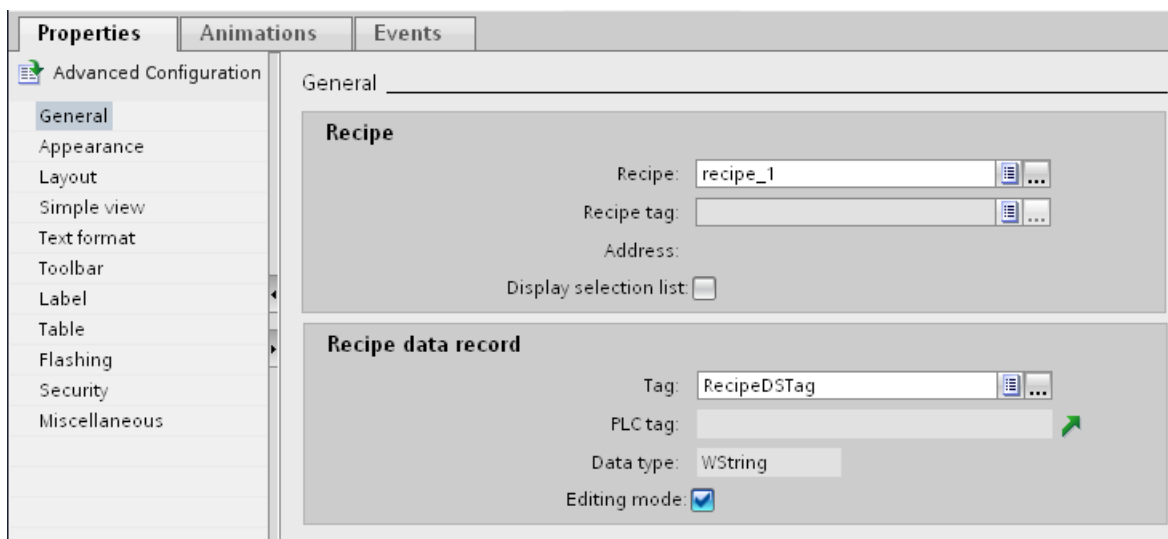 Properties Animations Events
Advanced Configuration
General
Appearance
Layout
Simple view
Text format
Toolbar
Label
Table
Flashing
Security
Miscellaneous
General
Recipe
Recipe: recipe_1 ...
Recipe tag: ...
Address:
Display selection list:
Recipe data record
Tag: RecipeDSTag ...
PLC tag:
Data type: WString
Editing mode: